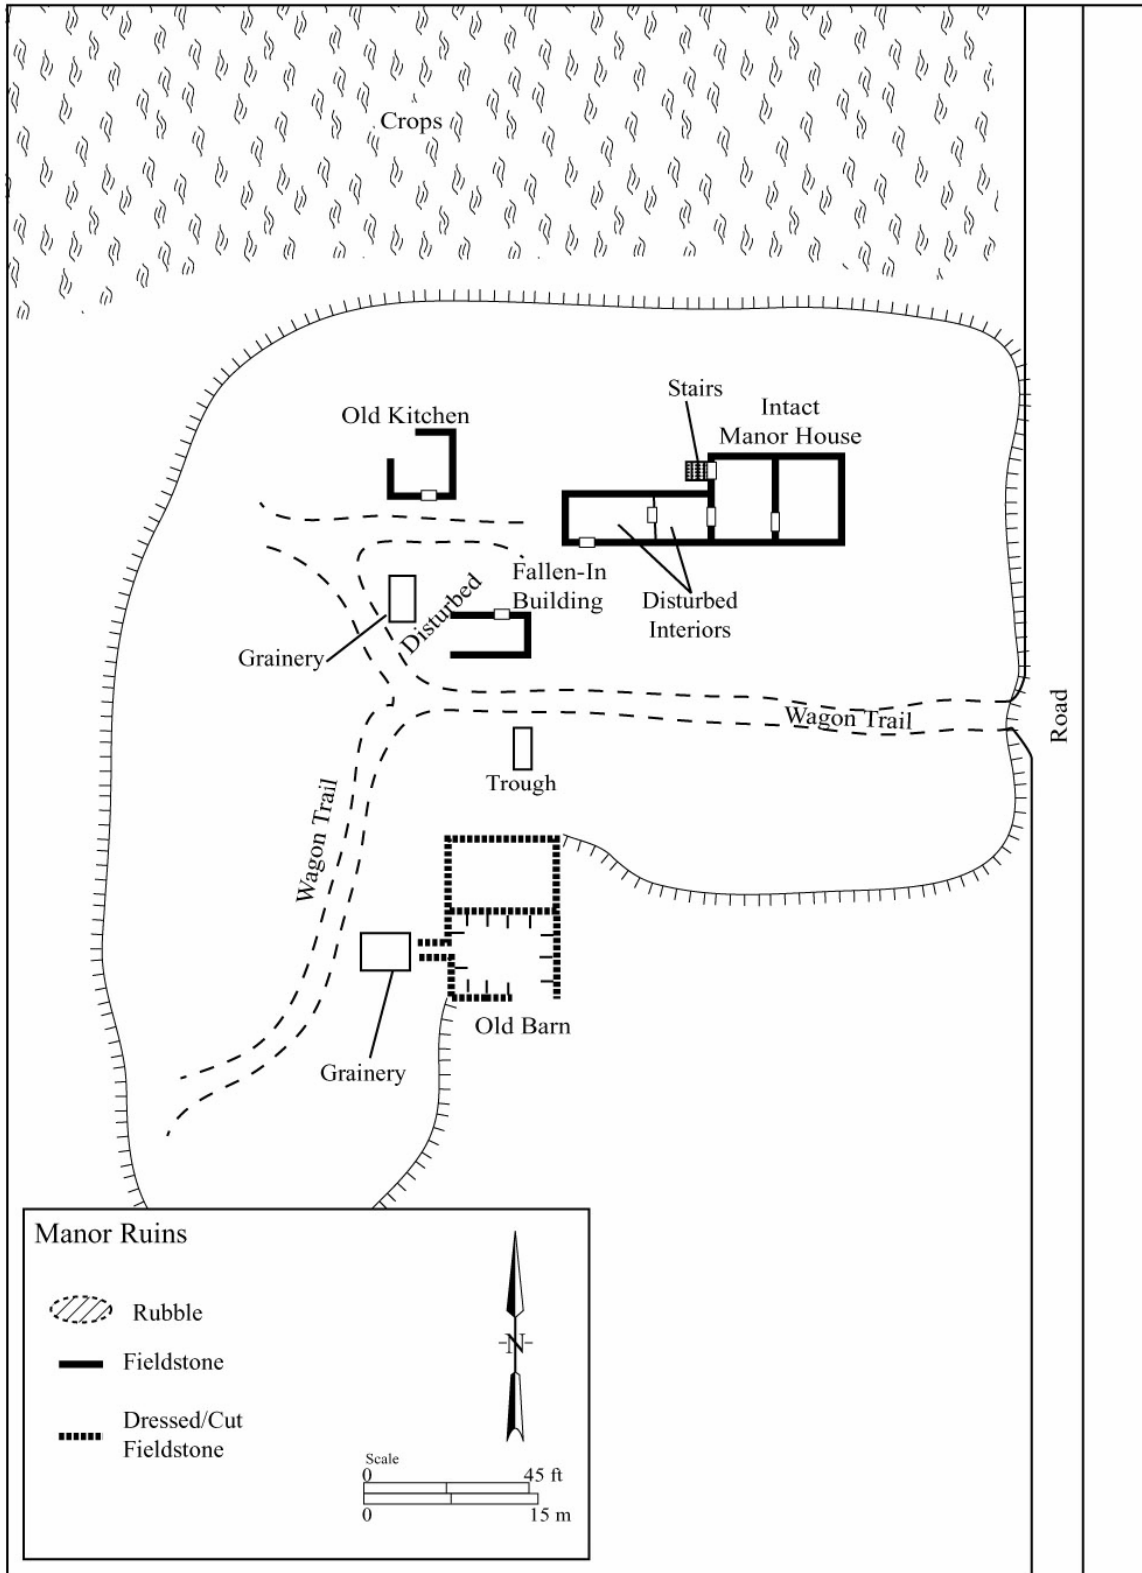 Crops
Stairs
Intact
Manor House
Old Kitchen
Fallen-In
Building
Disturbed
Interiors
Disturbed
Grainery
Wagon Trail
Road
Trough
Wagon Trail
Old Barn
Grainery
Manor Ruins
Rubble
Fieldstone
Dressed/Cut
Fieldstone
N
Scale
0 45 ft
0 15 m